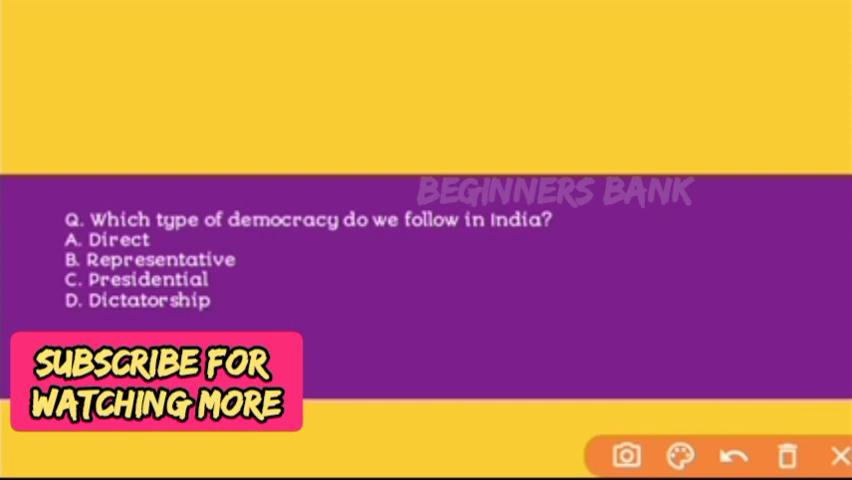 BEGINNERS BANK
Q. Which type of democracy do we follow in India?
A. Direct
B. Representative
C. Presidential
D. Dictatorship
SUBSCRIBE FOR
WATCHING MORE